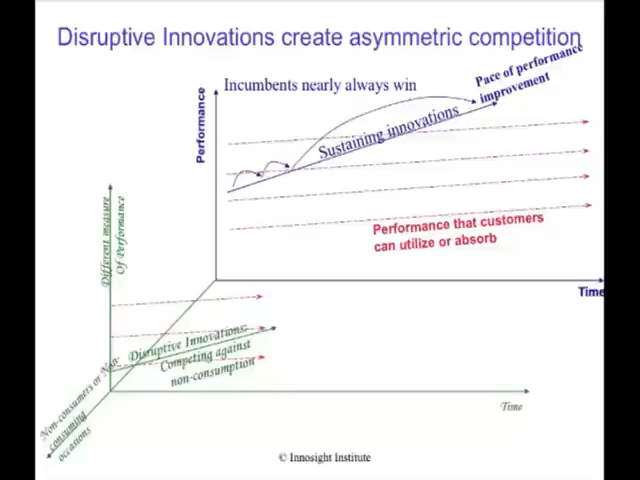 Disruptive Innovations create asymmetric competition
Incumbents nearly always win
Pace of performance
improvement
Performance
Sustaining innovations
Performance that customers
can utilize or absorb
Time
Different measure
Of Performance
Disruptive Innovations:
Competing against
non-consumption
Non-consumers or Non-
consuming
occasions
Time
© Innosight Institute